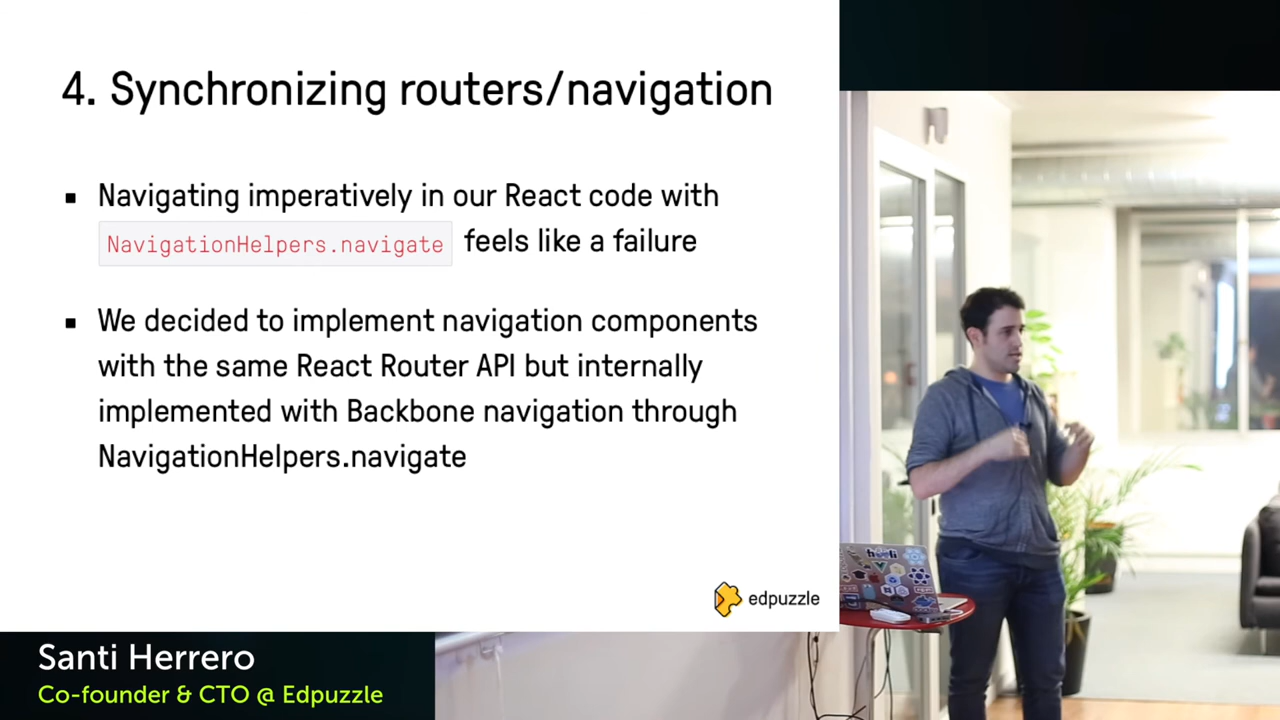 4. Synchronizing routers/navigation
▪ Navigating imperatively in our React code with
NavigationHelpers.navigate feels like a failure
▪ We decided to implement navigation components
with the same React Router API but internally
implemented with Backbone navigation through
NavigationHelpers.navigate
edpuzzle
Santi Herrero
Co-founder & CTO @ Edpuzzle